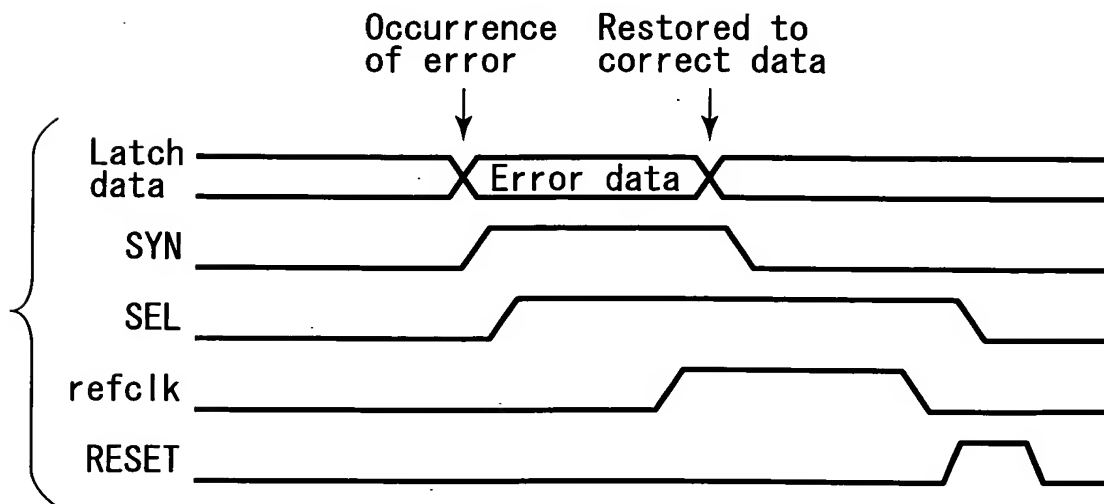 Occurrence
of error
Restored to
correct data
Latch
data
Error data
SYN
SEL
refclk
RESET